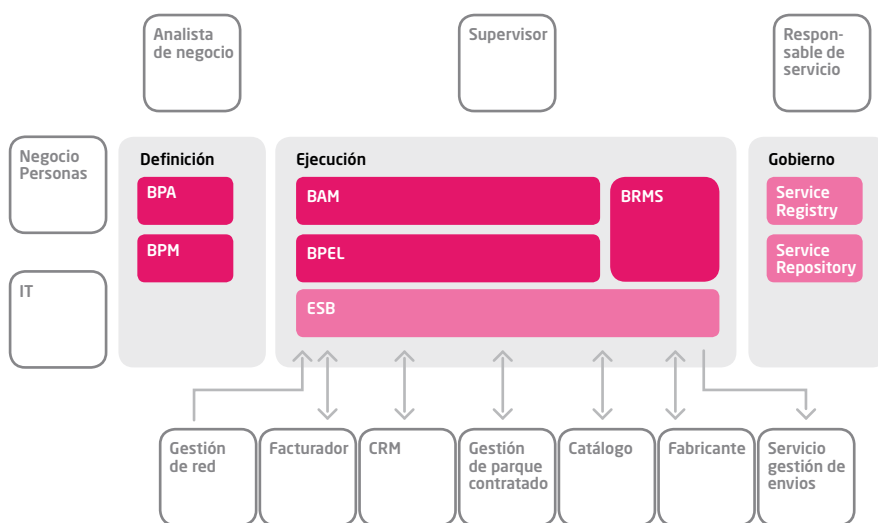 Analista
de negocio
Supervisor
Respon-
sable de
servicio
Negocio
Personas
IT
Definición
BPA
BPM
Ejecución
BAM
BRMS
BPEL
ESB
Gobierno
Service
Registry
Service
Repository
Gestión
de red
Facturador
CRM
Gestión
de parque
contratado
Catálogo
Fabricante
Servicio
gestión de
envios